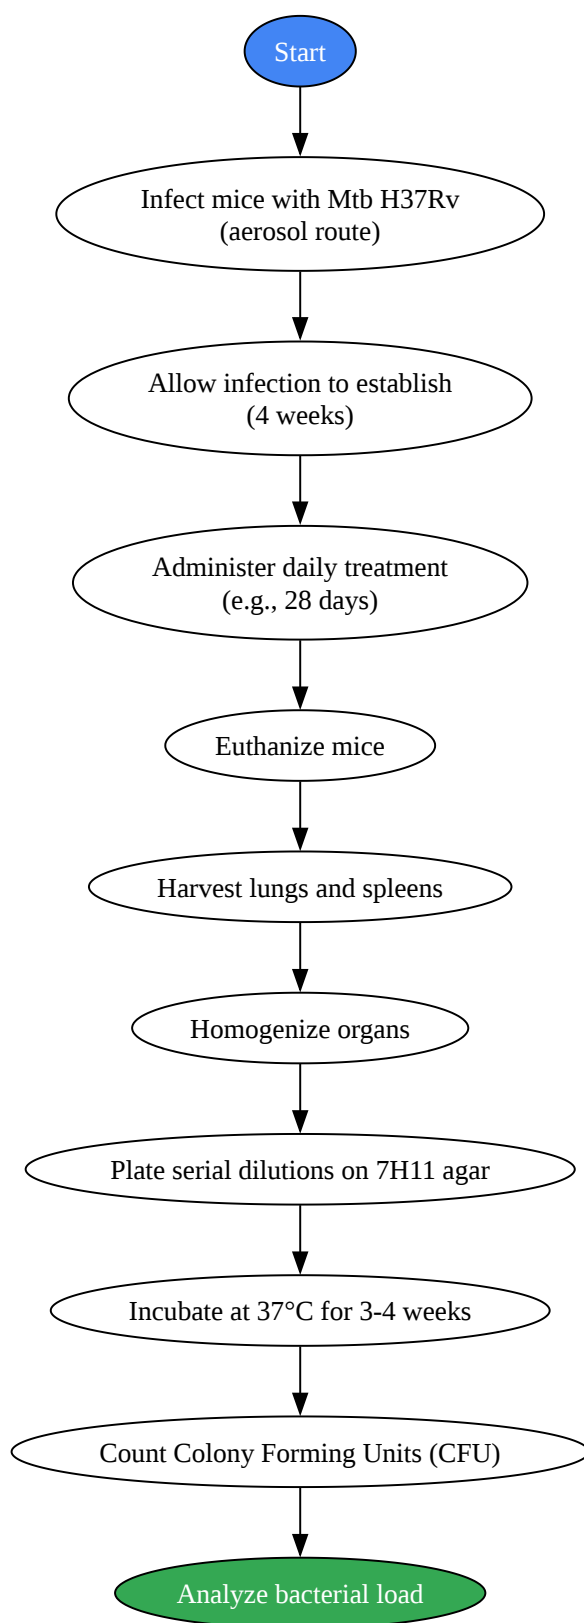 Start
Infect mice with Mtb H37Rv
(aerosol route)
Allow infection to establish
(4 weeks)
Administer daily treatment
(e.g., 28 days)
Euthanize mice
Harvest lungs and spleens
Homogenize organs
Plate serial dilutions on 7H11 agar
Incubate at 37°C for 3-4 weeks
Count Colony Forming Units (CFU)
Analyze bacterial load